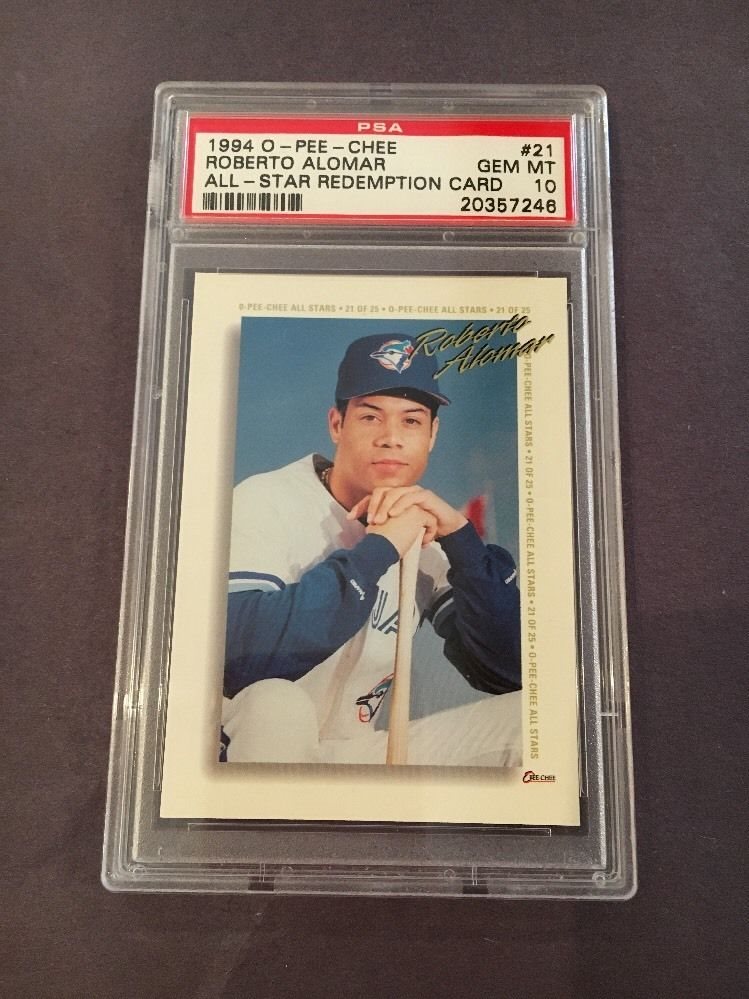 PSA
1994 O-PEE-CHEE #21
ROBERTO ALOMAR GEM MT
ALL-STAR REDEMPTION CARD 10
20357246
O-PEE-CHEE ALL STARS • 21 OF 25 • O-PEE-CHEE ALL STARS • 21 OF 25
Roberto
Alomar
O-PEE-CHEE ALL STARS • 21 OF 25 • O-PEE-CHEE ALL STARS • 21 OF 25 • O-PEE-CHEE ALL STARS
O-PEE-CHEE